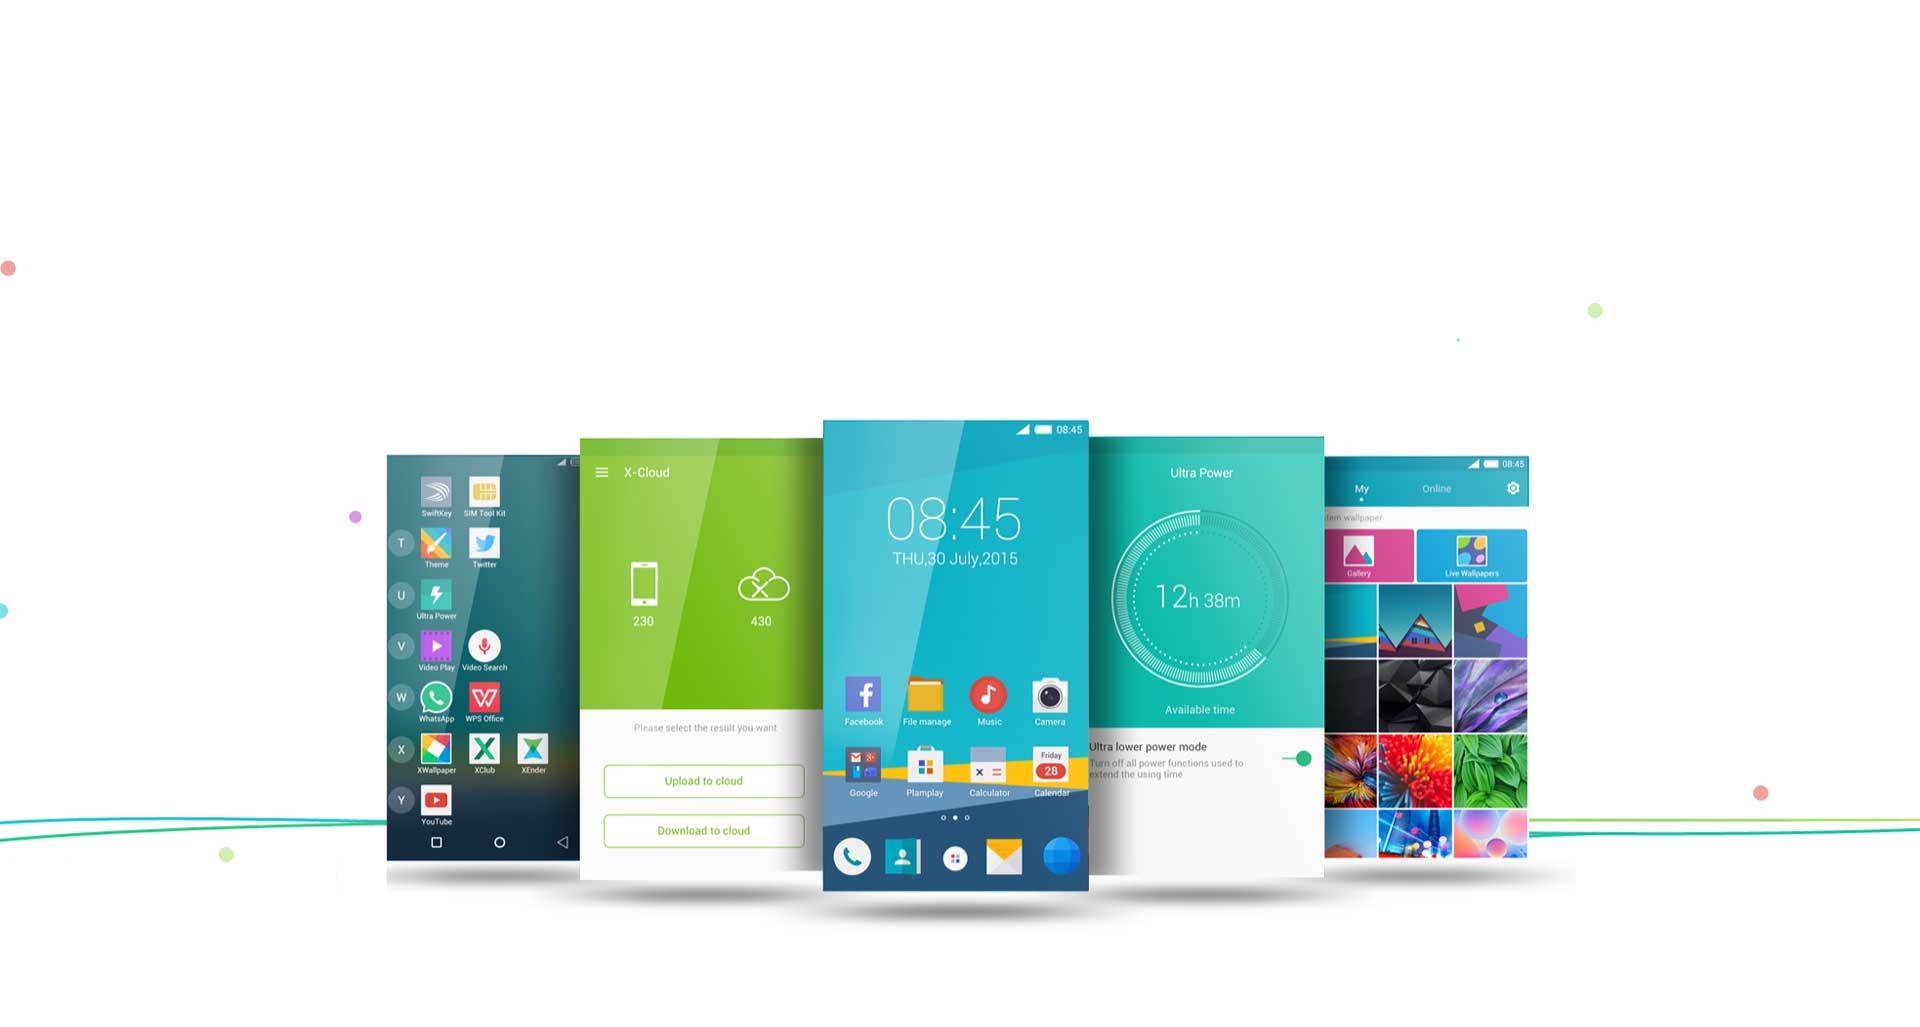 SwiftKey SIM Tool Kit
T
Theme Twitter
U
Ultra Power
V
Video Play Video Search
W
WhatsApp WPS Office
X
XWallpaper XClub XEnder
Y
YouTube
X-Cloud
230 430
Please select the result you want
Upload to cloud
Download to cloud
08:45
08:45
THU,30 July,2015
Facebook File manage Music Camera
Friday
28
Google Plamplay Calculator Calendar
Ultra Power
12h 38m
Available time
Ultra lower power mode
Turn off all power functions used to
extend the using time
08:45
My Online
tem wallpaper
Gallery Live Wallpapers